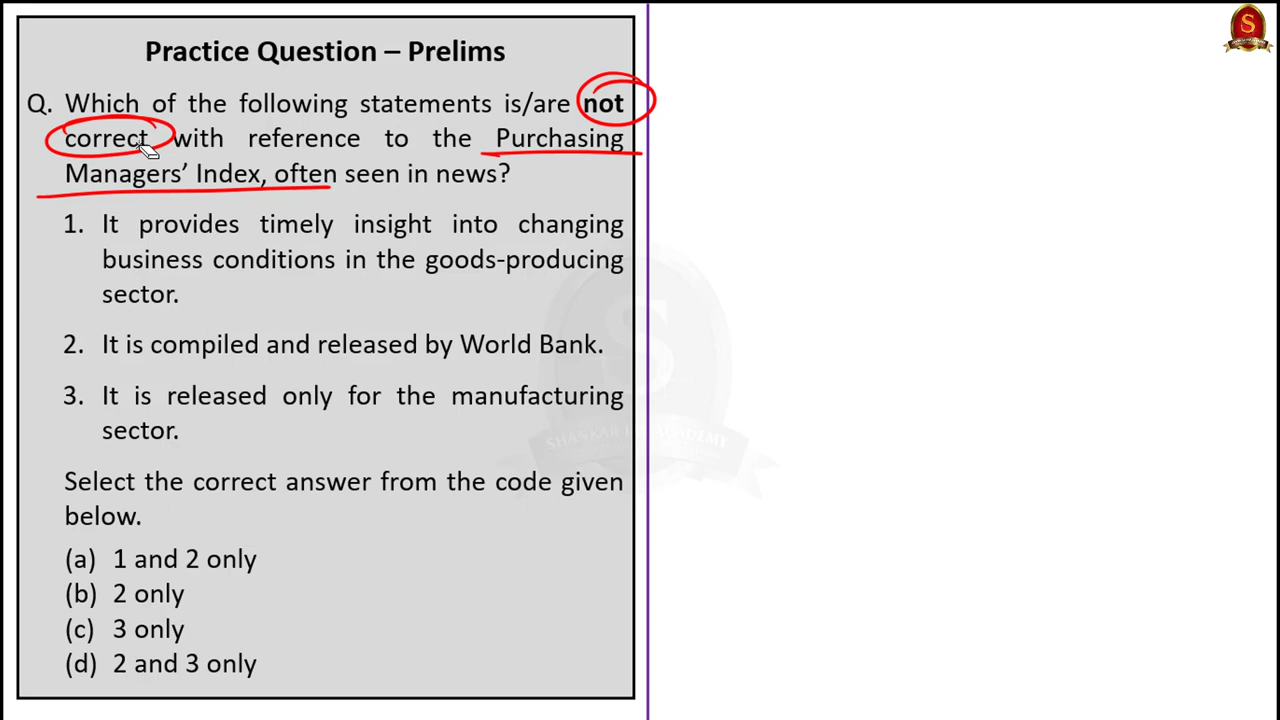 Practice Question – Prelims
Q. Which of the following statements is/are not
correct with reference to the Purchasing
Managers’ Index, often seen in news?
1. It provides timely insight into changing
business conditions in the goods-producing
sector.
2. It is compiled and released by World Bank.
3. It is released only for the manufacturing
sector.
Select the correct answer from the code given
below.
(a) 1 and 2 only
(b) 2 only
(c) 3 only
(d) 2 and 3 only
S